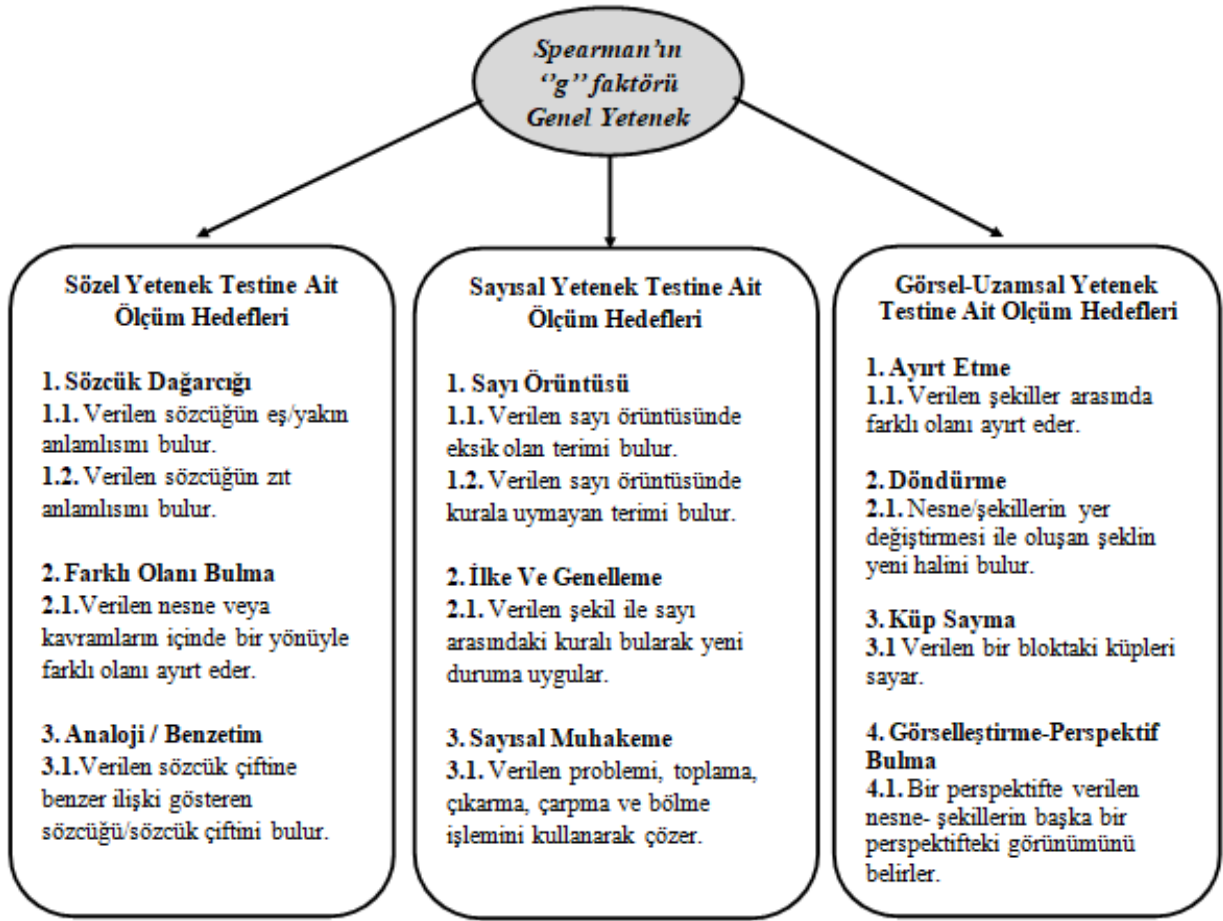 Spearman’ın
‘’g’’ faktörü
Genel Yetenek
Sözel Yetenek Testine Ait
Ölçüm Hedefleri
1. Sözcük Dağarcığı
1.1. Verilen sözcüğün eş/yakın
anlamlısını bulur.
1.2. Verilen sözcüğün zıt
anlamlısını bulur.
2. Farklı Olanı Bulma
2.1.Verilen nesne veya
kavramların içinde bir yönüyle
farklı olanı ayırt eder.
3. Analoji / Benzetim
3.1.Verilen sözcük çiftine
benzer ilişki gösteren
sözcüğü/sözcük çiftini bulur.
Sayısal Yetenek Testine Ait
Ölçüm Hedefleri
1. Sayı Örüntüsü
1.1. Verilen sayı örüntüsünde
eksik olan terimi bulur.
1.2. Verilen sayı örüntüsünde
kurala uymayan terimi bulur.
2. İlke Ve Genelleme
2.1. Verilen şekil ile sayı
arasındaki kuralı bularak yeni
duruma uygular.
3. Sayısal Muhakeme
3.1. Verilen problemi, toplama,
çıkarma, çarpma ve bölme
işlemini kullanarak çözer.
Görsel-Uzamsal Yetenek
Testine Ait Olçüm Hedefleri
1. Ayırt Etme
1.1. Verilen şekiller arasında
farklı olanı ayırt eder.
2. Döndürme
2.1. Nesne/şekillerin yer
değiştirmesi ile oluşan şeklin
yeni halini bulur.
3. Küp Sayma
3.1 Verilen bir bloktaki küpleri
sayar.
4. Görselleştirme-Perspektif
Bulma
4.1. Bir perspektifte verilen
nesne- şekillerin başka bir
perspektifteki görünümünü
belirler.